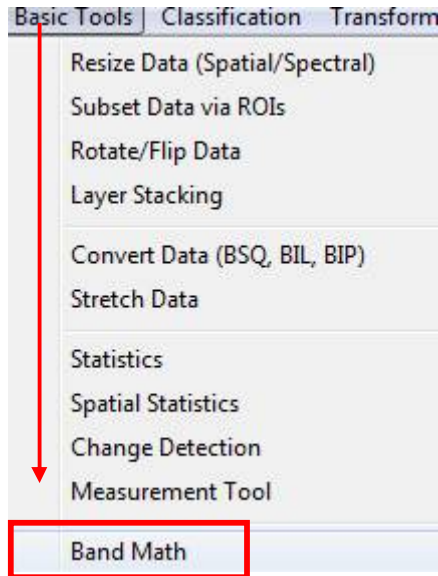 Basic Tools Classification Transform
Resize Data (Spatial/Spectral)
Subset Data via ROIs
Rotate/Flip Data
Layer Stacking
Convert Data (BSQ, BIL, BIP)
Stretch Data
Statistics
Spatial Statistics
Change Detection
Measurement Tool
Band Math